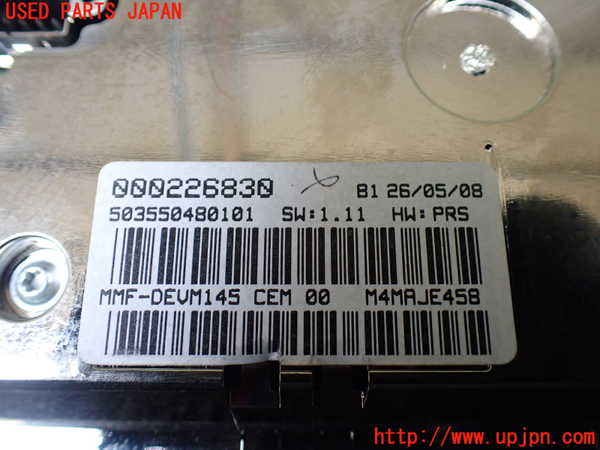 USED PARTS JAPAN
000226830 B1 26/05/08
503550480101 SW:1.11 HW:PRS
MMF-DEVM145 CEM 00 M4MAJE458
http://www.upjpn.com/